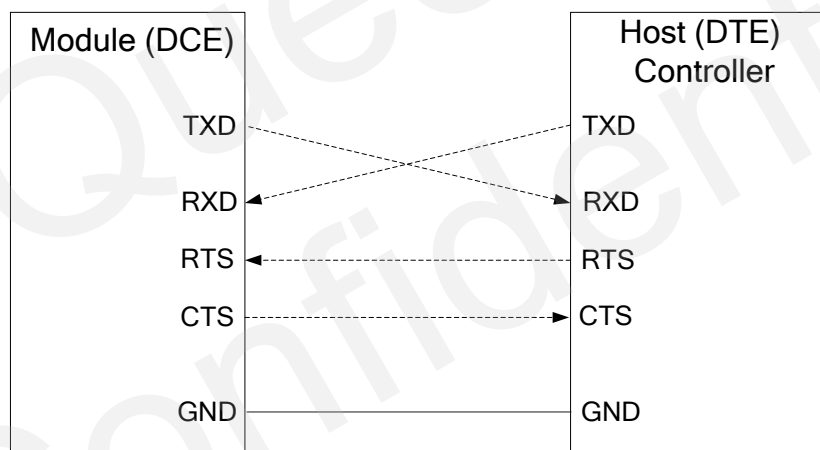 Module (DCE)
Host (DTE)
Controller
TXD
TXD
RXD
RXD
RTS
RTS
CTS
CTS
GND
GND